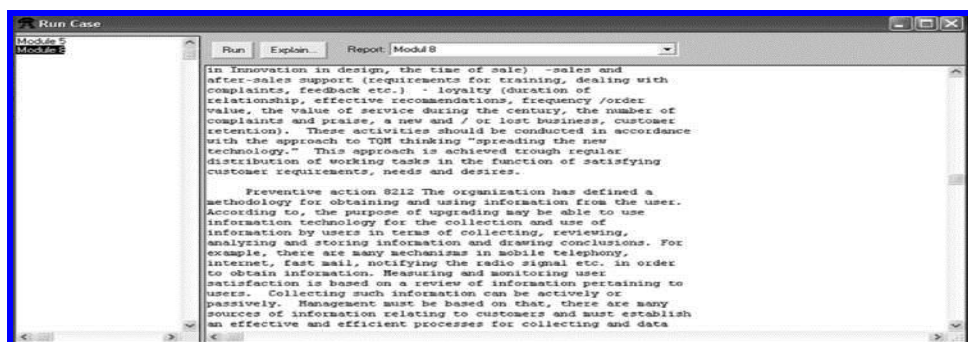 Run Case
Module 5
Module 8
Run Explain... Report: Modul 8
in Innovation in design, the time of sale) -sales and
after-sales support (requirements for training, dealing with
complaints, feedback etc.) - loyalty (duration of
relationship, effective recommendations, frequency /order
value, the value of service during the century, the number of
complaints and praise, a new and / or lost business, customer
retention). These activities should be conducted in accordance
with the approach to TQM thinking "spreading the new
technology." This approach is achieved trough regular
distribution of working tasks in the function of satisfying
customer requirements, needs and desires.
Preventive action 8212 The organization has defined a
methodology for obtaining and using information from the user.
According to, the purpose of upgrading may be able to use
information technology for the collection and use of
information by users in terms of collecting, reviewing,
analyzing and storing information and drawing conclusions. For
example, there are many mechanisms in mobile telephony,
internet, fast mail, notifying the radio signal etc. in order
to obtain information. Measuring and monitoring user
satisfaction is based on a review of information pertaining to
users. Collecting such information can be actively or
passively. Management must be based on that, there are many
sources of information relating to customers and must establish
an effective and efficient processes for collecting and data